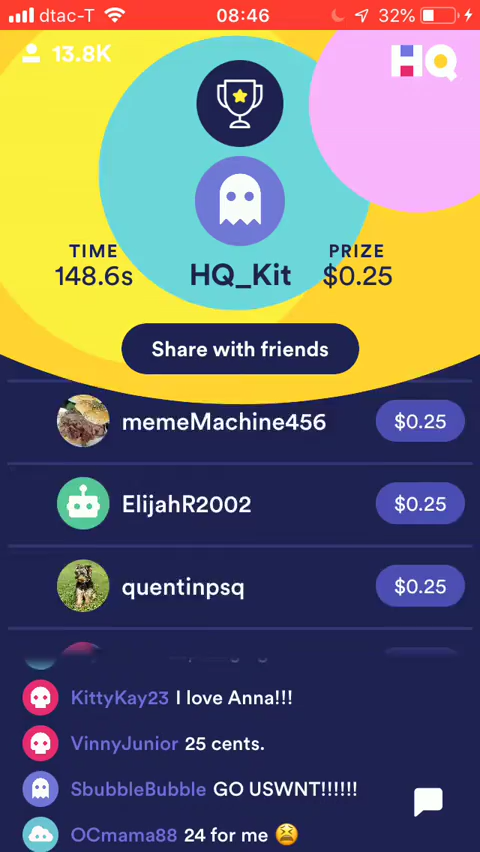 dtac-T 08:46 32%
13.8K HQ
TIME PRIZE
148.6s HQ_Kit $0.25
Share with friends
memeMachine456 $0.25
ElijahR2002 $0.25
quentinpsq $0.25
KittyKay23 I love Anna!!!
VinnyJunior 25 cents.
SbubbleBubble GO USWNT!!!!!!
OCmama88 24 for me 😫